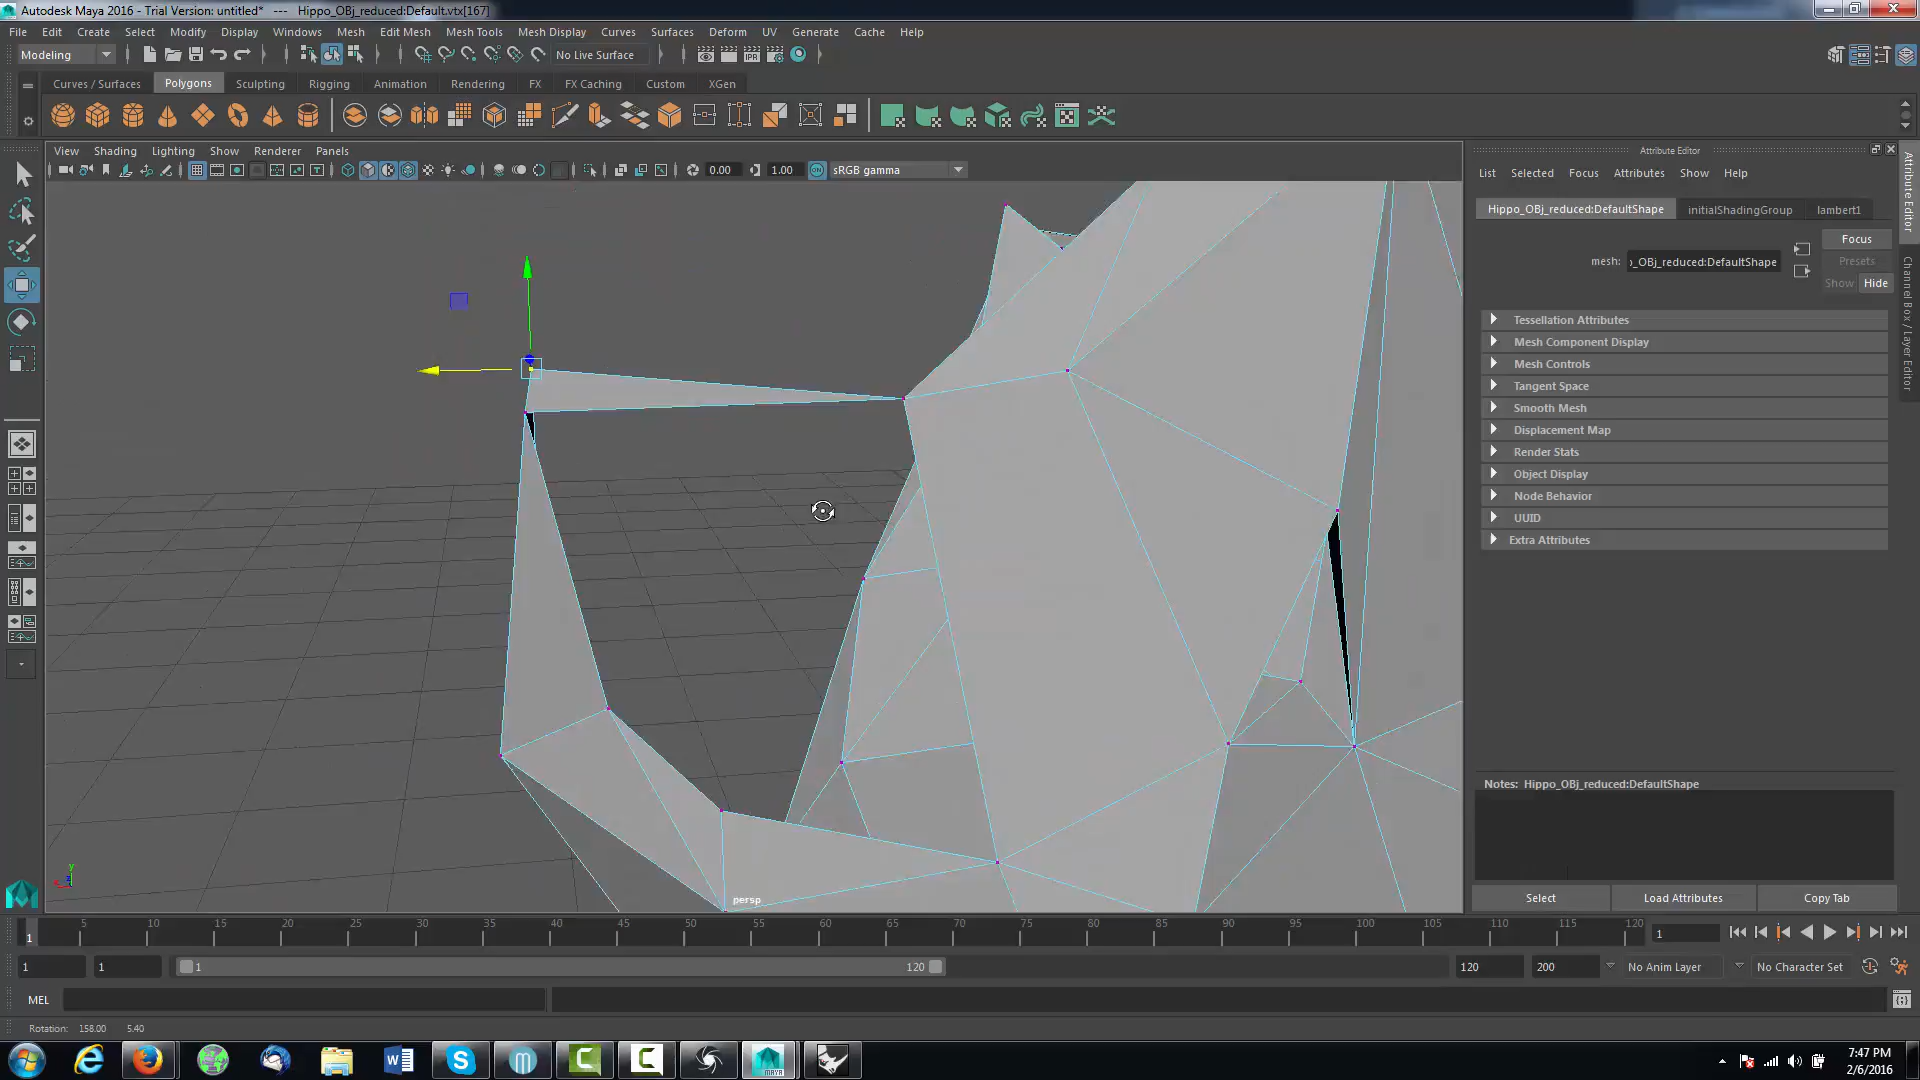 Autodesk Maya 2016 - Trial Version: untitled*   ---   Hippo_OBj_reduced:Default.vtx[167]
File Edit Create Select Modify Display Windows Mesh Edit Mesh Mesh Tools Mesh Display Curves Surfaces Deform UV Generate Cache Help
Modeling No Live Surface
Curves / Surfaces Polygons Sculpting Rigging Animation Rendering FX FX Caching Custom XGen
View Shading Lighting Show Renderer Panels
0.00 1.00 ON sRGB gamma
Attribute Editor
List Selected Focus Attributes Show Help
Hippo_OBj_reduced:DefaultShape initialShadingGroup lambert1
Focus
Presets
Show Hide
mesh: _OBj_reduced:DefaultShape
Tessellation Attributes
Mesh Component Display
Mesh Controls
Tangent Space
Smooth Mesh
Displacement Map
Render Stats
Object Display
Node Behavior
UUID
Extra Attributes
Notes: Hippo_OBj_reduced:DefaultShape
Select Load Attributes Copy Tab
Attribute Editor
Channel Box / Layer Editor
persp
1 5 10 15 20 25 30 35 40 45 50 55 60 65 70 75 80 85 90 95 100 105 110 115 120 1
1 1 1 120 120 200 No Anim Layer No Character Set
MEL
Rotation: 158.00 5.40
MAYA
7:47 PM
2/6/2016